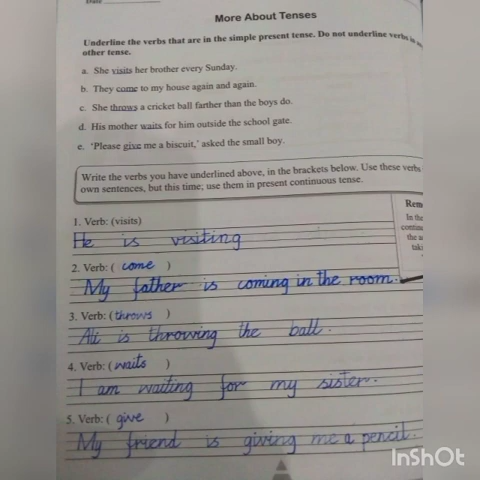 More About Tenses
Underline the verbs that are in the simple present tense. Do not underline verbs in
other tense.
a. She visits her brother every Sunday.
b. They come to my house again and again.
c. She throws a cricket ball farther than the boys do.
d. His mother waits for him outside the school gate.
e. 'Please give me a biscuit,' asked the small boy.
Write the verbs you have underlined above, in the brackets below. Use these verbs
own sentences, but this time, use them in present continuous tense.
Rem
In the
continu
the a
taki
1. Verb: (visits)
He is visiting
2. Verb: ( come )
My father is coming in the room.
3. Verb: (throws )
Ali is throwing the ball.
4. Verb: ( waits )
I am waiting for my sister.
5. Verb: ( give )
My friend is giving me a pencil.
InShOt